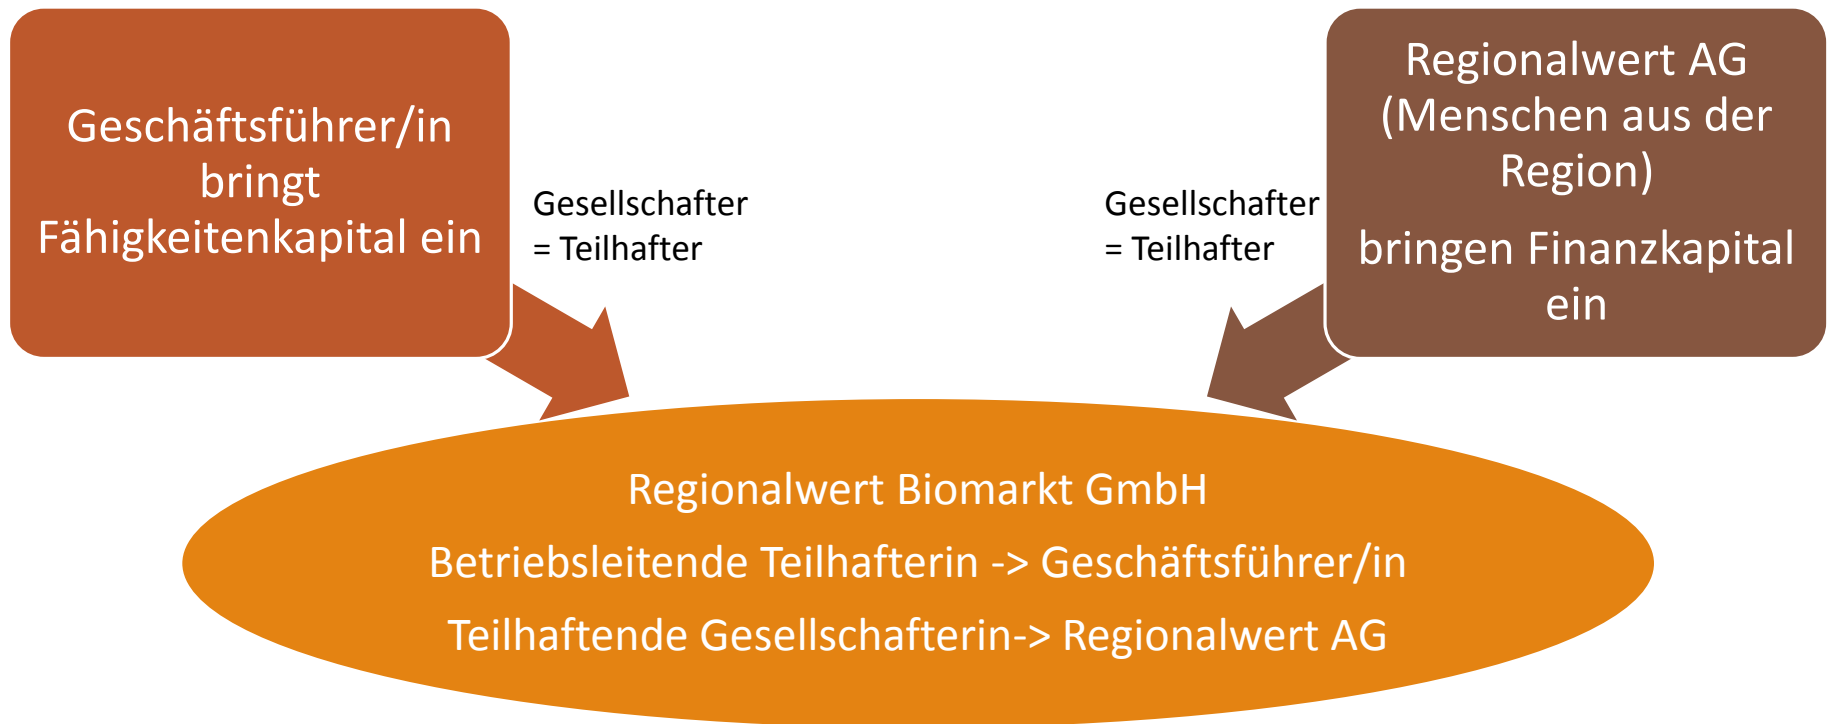 Geschäftsführer/in
bringt
Fähigkeitenkapital ein
Gesellschafter
= Teilhafter
Gesellschafter
= Teilhafter
Regionalwert AG
(Menschen aus der
Region)
bringen Finanzkapital
ein
Regionalwert Biomarkt GmbH
Betriebsleitende Teilhafterin -> Geschäftsführer/in
Teilhaftende Gesellschafterin-> Regionalwert AG